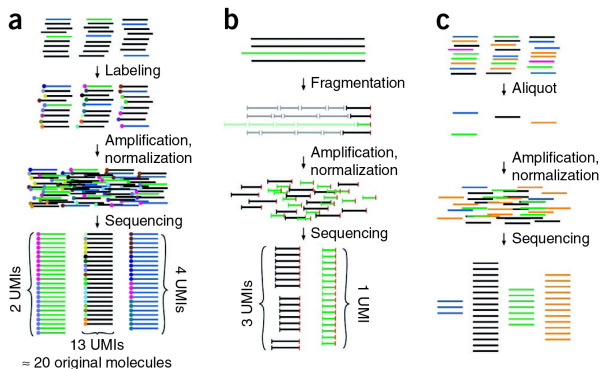 a
Labeling
Amplification,
normalization
Sequencing
2 UMIs
4 UMIs
13 UMIs
≈ 20 original molecules
b
Fragmentation
Amplification,
normalization
Sequencing
3 UMIs
1 UMI
c
Aliquot
Amplification,
normalization
Sequencing